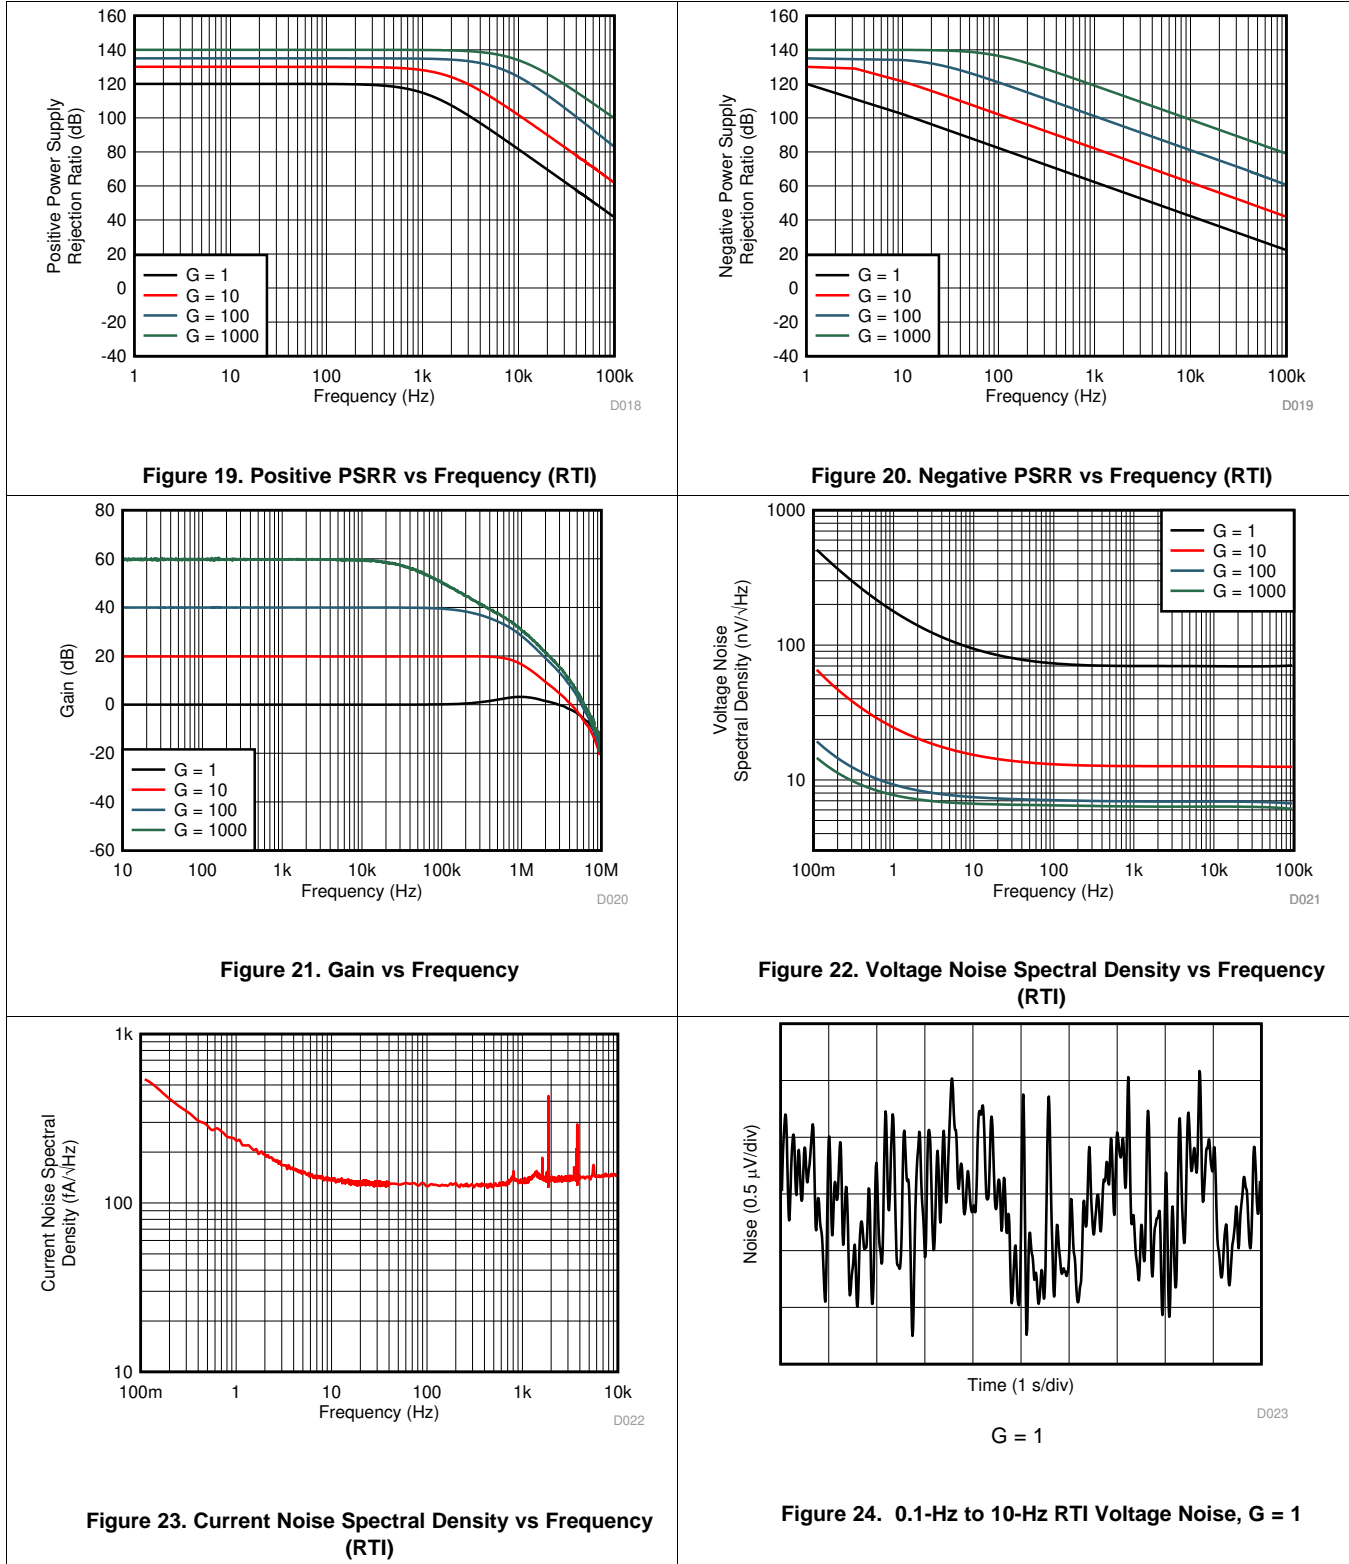 160
140
120
100
80
60
40
20
0
-20
-40
Positive Power Supply
Rejection Ratio (dB)
G = 1
G = 10
G = 100
G = 1000
1 10 100 1k 10k 100k
Frequency (Hz)
D018
Figure 19. Positive PSRR vs Frequency (RTI)
160
140
120
100
80
60
40
20
0
-20
-40
Negative Power Supply
Rejection Ratio (dB)
G = 1
G = 10
G = 100
G = 1000
1 10 100 1k 10k 100k
Frequency (Hz)
D019
Figure 20. Negative PSRR vs Frequency (RTI)
80
60
40
20
0
-20
-40
-60
Gain (dB)
G = 1
G = 10
G = 100
G = 1000
10 100 1k 10k 100k 1M 10M
Frequency (Hz)
D020
Figure 21. Gain vs Frequency
1000
100
10
Voltage Noise
Spectral Density (nV/√Hz)
G = 1
G = 10
G = 100
G = 1000
100m 1 10 100 1k 10k 100k
Frequency (Hz)
D021
Figure 22. Voltage Noise Spectral Density vs Frequency
(RTI)
1k
100
10
Current Noise Spectral
Density (fA/√Hz)
100m 1 10 100 1k 10k
Frequency (Hz)
D022
Figure 23. Current Noise Spectral Density vs Frequency
(RTI)
Noise (0.5 µV/div)
Time (1 s/div)
D023
G = 1
Figure 24. 0.1-Hz to 10-Hz RTI Voltage Noise, G = 1